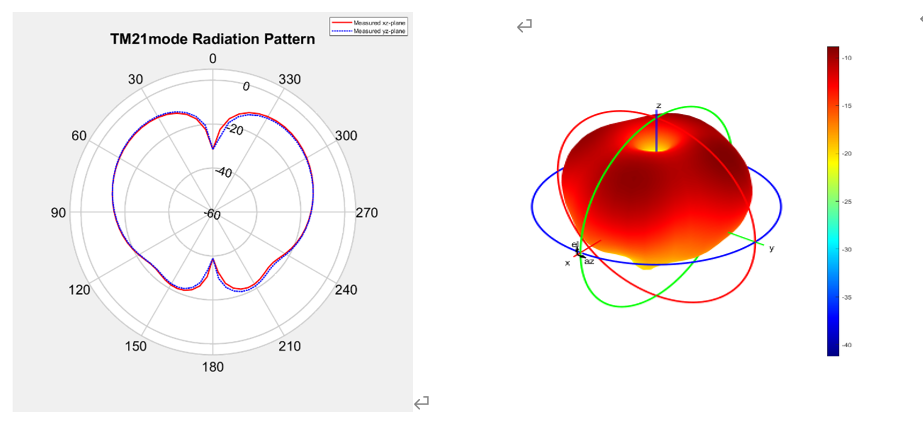 Measured xz-plane
Measured yz-plane
TM21mode Radiation Pattern
0
30
330
0
60
-20
300
-40
90
-60
270
120
240
150
210
180
z
y
el
x
az
-10
-15
-20
-25
-30
-35
-40